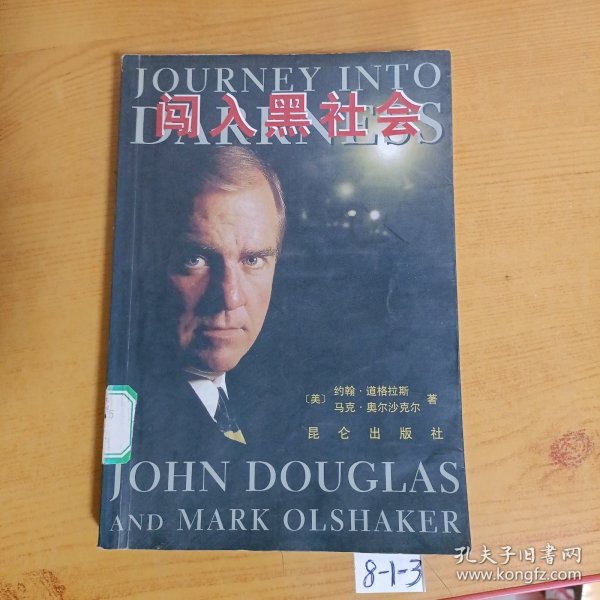 JOURNEY INTO
DARKNESS
闯入黑社会
〔美〕
约翰·道格拉斯
马克·奥尔沙克尔
著
昆仑出版社
JOHN DOUGLAS
AND MARK OLSHAKER
8-1-3
孔夫子旧书网
www.kongfz.com